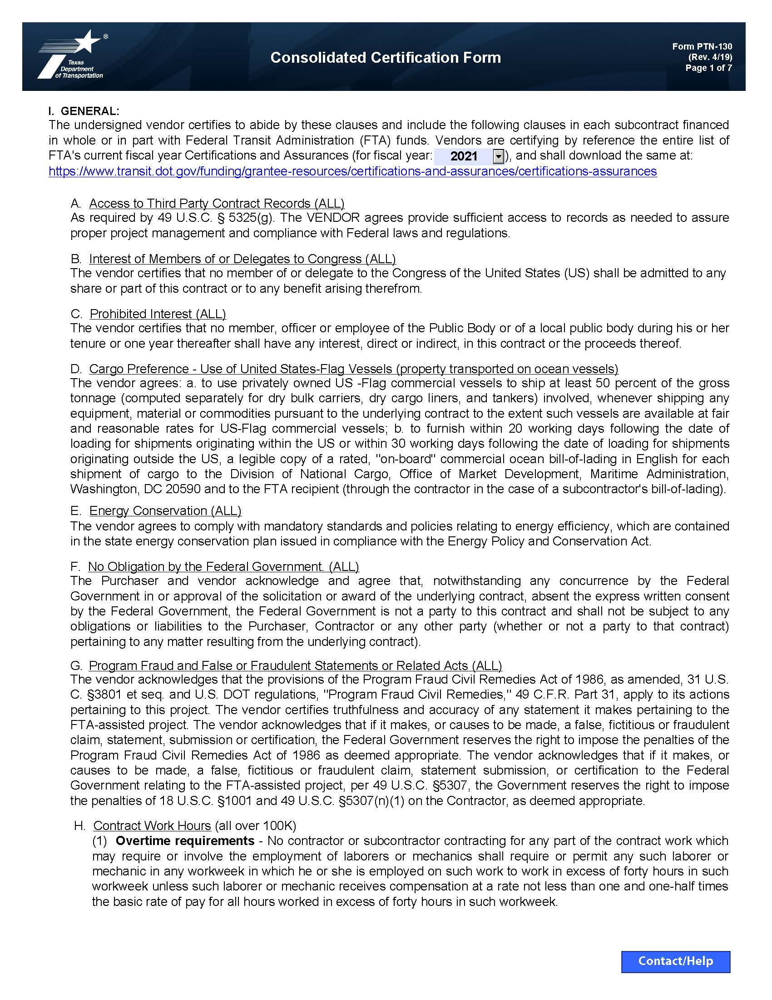 Texas
Department
of Transportation
®
Consolidated Certification Form
Form PTN-130
(Rev. 4/19)
Page 1 of 7
I. GENERAL:
The undersigned vendor certifies to abide by these clauses and include the following clauses in each subcontract financed
in whole or in part with Federal Transit Administration (FTA) funds. Vendors are certifying by reference the entire list of
FTA's current fiscal year Certifications and Assurances (for fiscal year: 2021 ), and shall download the same at:
https://www.transit.dot.gov/funding/grantee-resources/certifications-and-assurances/certifications-assurances
A. Access to Third Party Contract Records (ALL)
As required by 49 U.S.C. § 5325(g). The VENDOR agrees provide sufficient access to records as needed to assure
proper project management and compliance with Federal laws and regulations.
B. Interest of Members of or Delegates to Congress (ALL)
The vendor certifies that no member of or delegate to the Congress of the United States (US) shall be admitted to any
share or part of this contract or to any benefit arising therefrom.
C. Prohibited Interest (ALL)
The vendor certifies that no member, officer or employee of the Public Body or of a local public body during his or her
tenure or one year thereafter shall have any interest, direct or indirect, in this contract or the proceeds thereof.
D. Cargo Preference - Use of United States-Flag Vessels (property transported on ocean vessels)
The vendor agrees: a. to use privately owned US -Flag commercial vessels to ship at least 50 percent of the gross
tonnage (computed separately for dry bulk carriers, dry cargo liners, and tankers) involved, whenever shipping any
equipment, material or commodities pursuant to the underlying contract to the extent such vessels are available at fair
and reasonable rates for US-Flag commercial vessels; b. to furnish within 20 working days following the date of
loading for shipments originating within the US or within 30 working days following the date of loading for shipments
originating outside the US, a legible copy of a rated, "on-board" commercial ocean bill-of-lading in English for each
shipment of cargo to the Division of National Cargo, Office of Market Development, Maritime Administration,
Washington, DC 20590 and to the FTA recipient (through the contractor in the case of a subcontractor's bill-of-lading).
E. Energy Conservation (ALL)
The vendor agrees to comply with mandatory standards and policies relating to energy efficiency, which are contained
in the state energy conservation plan issued in compliance with the Energy Policy and Conservation Act.
F. No Obligation by the Federal Government. (ALL)
The Purchaser and vendor acknowledge and agree that, notwithstanding any concurrence by the Federal
Government in or approval of the solicitation or award of the underlying contract, absent the express written consent
by the Federal Government, the Federal Government is not a party to this contract and shall not be subject to any
obligations or liabilities to the Purchaser, Contractor or any other party (whether or not a party to that contract)
pertaining to any matter resulting from the underlying contract).
G. Program Fraud and False or Fraudulent Statements or Related Acts (ALL)
The vendor acknowledges that the provisions of the Program Fraud Civil Remedies Act of 1986, as amended, 31 U.S.
C. §3801 et seq. and U.S. DOT regulations, "Program Fraud Civil Remedies," 49 C.F.R. Part 31, apply to its actions
pertaining to this project. The vendor certifies truthfulness and accuracy of any statement it makes pertaining to the
FTA-assisted project. The vendor acknowledges that if it makes, or causes to be made, a false, fictitious or fraudulent
claim, statement, submission or certification, the Federal Government reserves the right to impose the penalties of the
Program Fraud Civil Remedies Act of 1986 as deemed appropriate. The vendor acknowledges that if it makes, or
causes to be made, a false, fictitious or fraudulent claim, statement submission, or certification to the Federal
Government relating to the FTA-assisted project, per 49 U.S.C. §5307, the Government reserves the right to impose
the penalties of 18 U.S.C. §1001 and 49 U.S.C. §5307(n)(1) on the Contractor, as deemed appropriate.
H. Contract Work Hours (all over 100K)
(1) Overtime requirements - No contractor or subcontractor contracting for any part of the contract work which
may require or involve the employment of laborers or mechanics shall require or permit any such laborer or
mechanic in any workweek in which he or she is employed on such work to work in excess of forty hours in such
workweek unless such laborer or mechanic receives compensation at a rate not less than one and one-half times
the basic rate of pay for all hours worked in excess of forty hours in such workweek.
Contact/Help